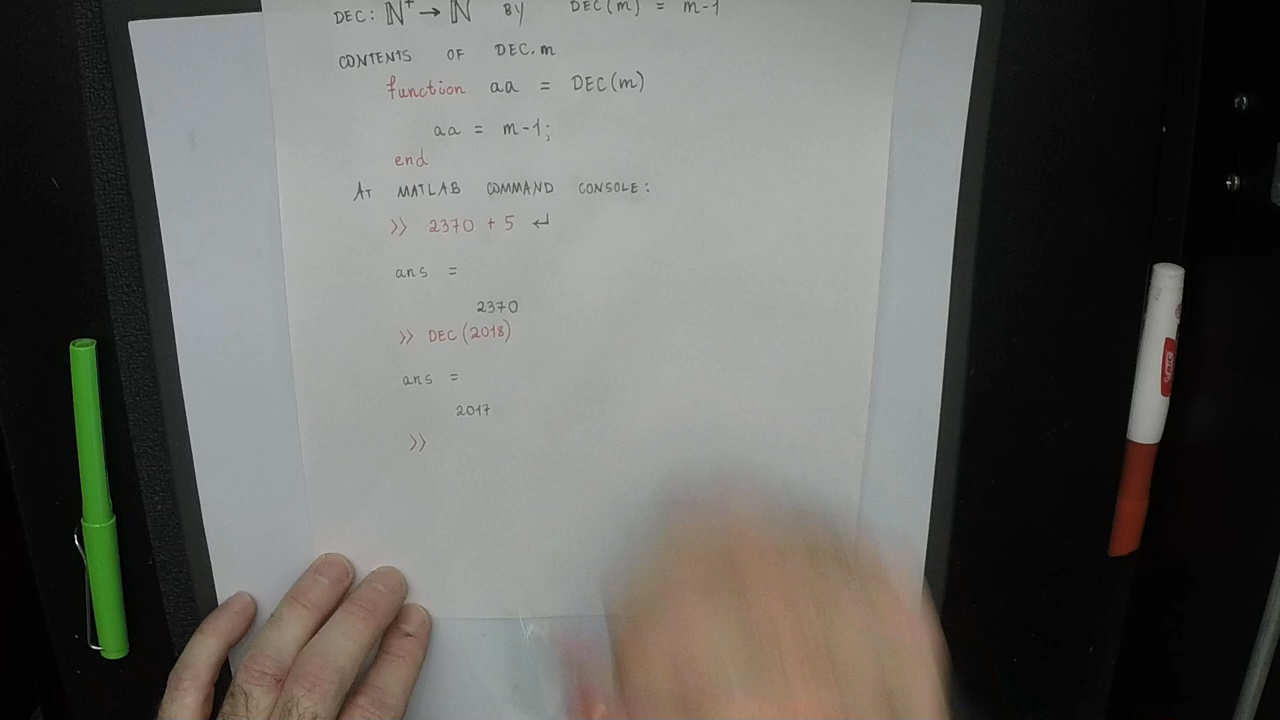 DEC: ℕ⁺ → ℕ BY DEC(m) = m-1
CONTENTS OF DEC.m
function aa = DEC(m)
aa = m-1;
end
AT MATLAB COMMAND CONSOLE:
>> 2370 + 5 ↵
ans =
2370
>> DEC(2018)
ans =
2017
>>